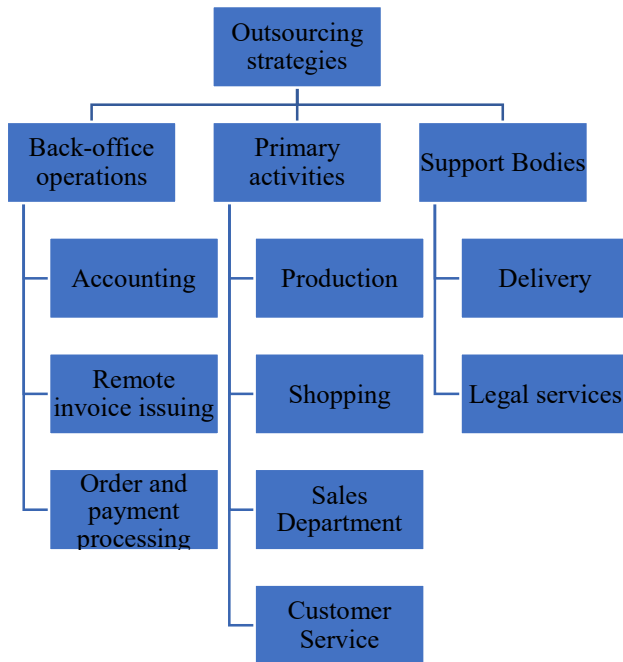 Outsourcing
strategies
Back-office
operations
Primary
activities
Support Bodies
Accounting
Production
Delivery
Remote
invoice issuing
Shopping
Legal services
Order and
payment
processing
Sales
Department
Customer
Service